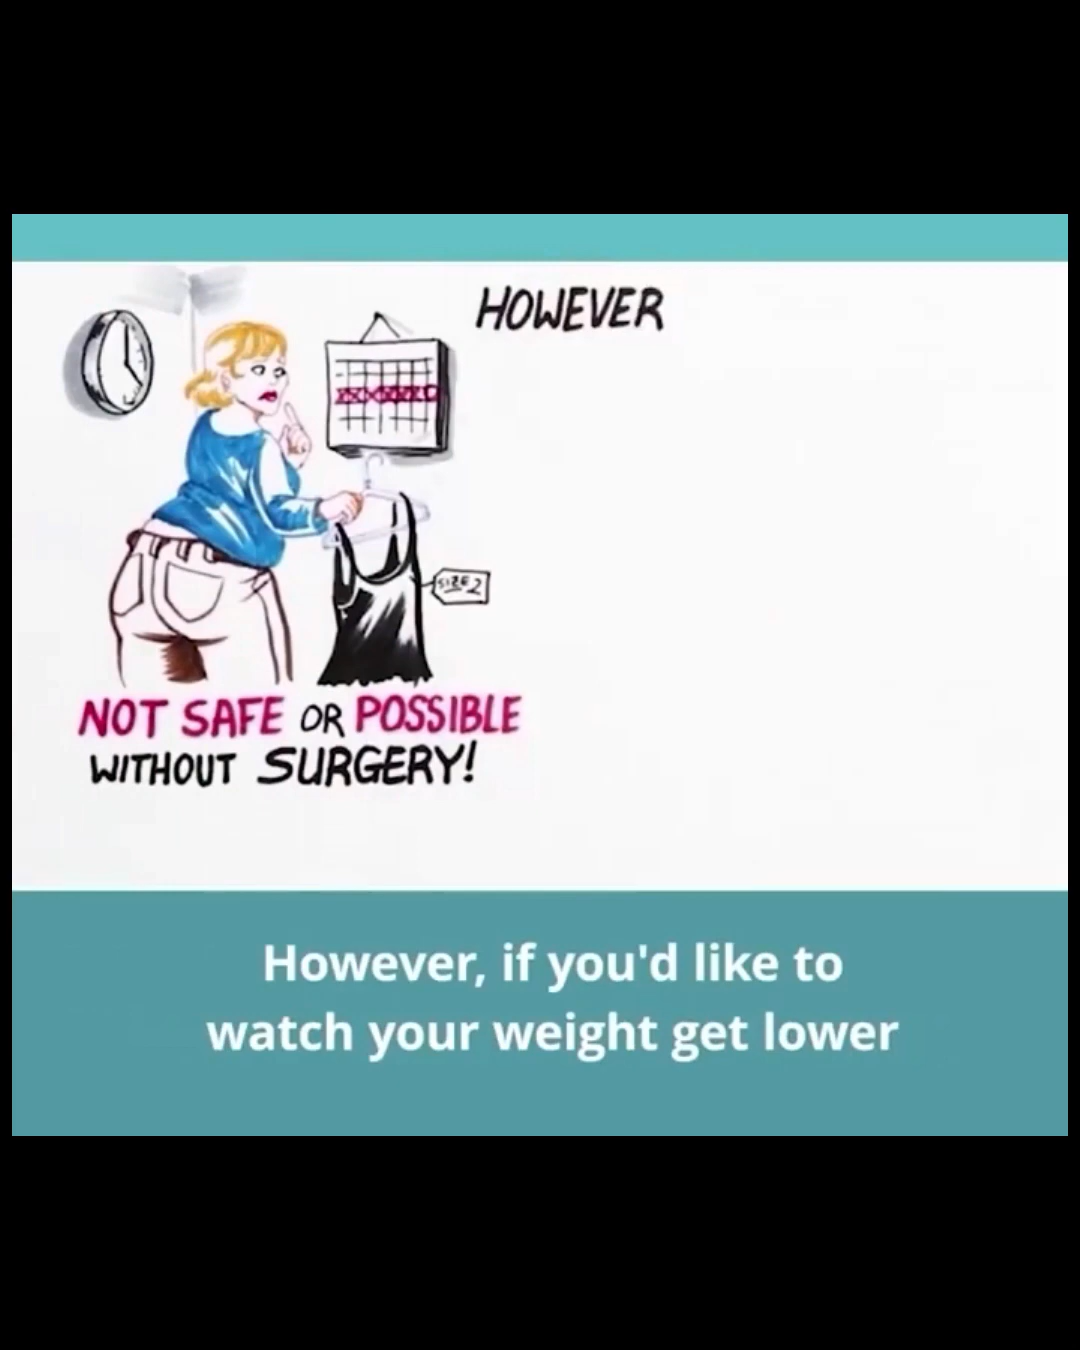 HOWEVER
SIZE 2
NOT SAFE OR POSSIBLE
WITHOUT SURGERY!
However, if you'd like to
watch your weight get lower